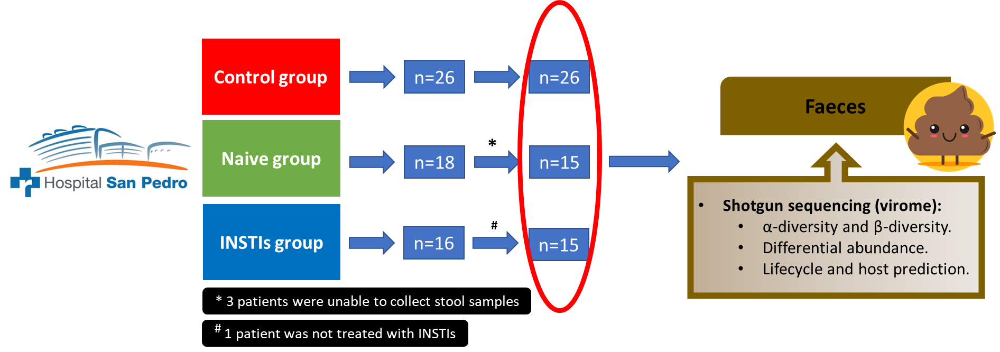 Control group
n=26
n=26
Naive group
n=18
*
n=15
INSTIs group
n=16
#
n=15
Hospital San Pedro
* 3 patients were unable to collect stool samples
# 1 patient was not treated with INSTIs
Faeces
• Shotgun sequencing (virome):
• α-diversity and β-diversity.
• Differential abundance.
• Lifecycle and host prediction.